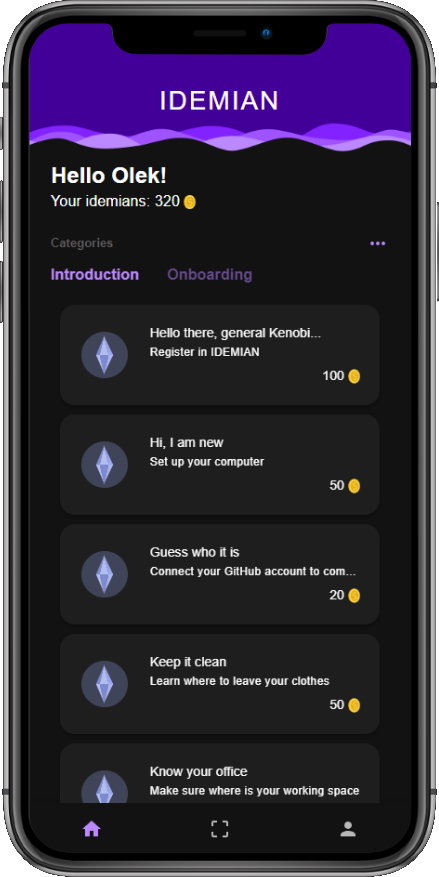 IDEMIAN
Hello Olek!
Your idemians: 320
Categories
Introduction Onboarding
Hello there, general Kenobi...
Register in IDEMIAN
100
Hi, I am new
Set up your computer
50
Guess who it is
Connect your GitHub account to com...
20
Keep it clean
Learn where to leave your clothes
50
Know your office
Make sure where is your working space